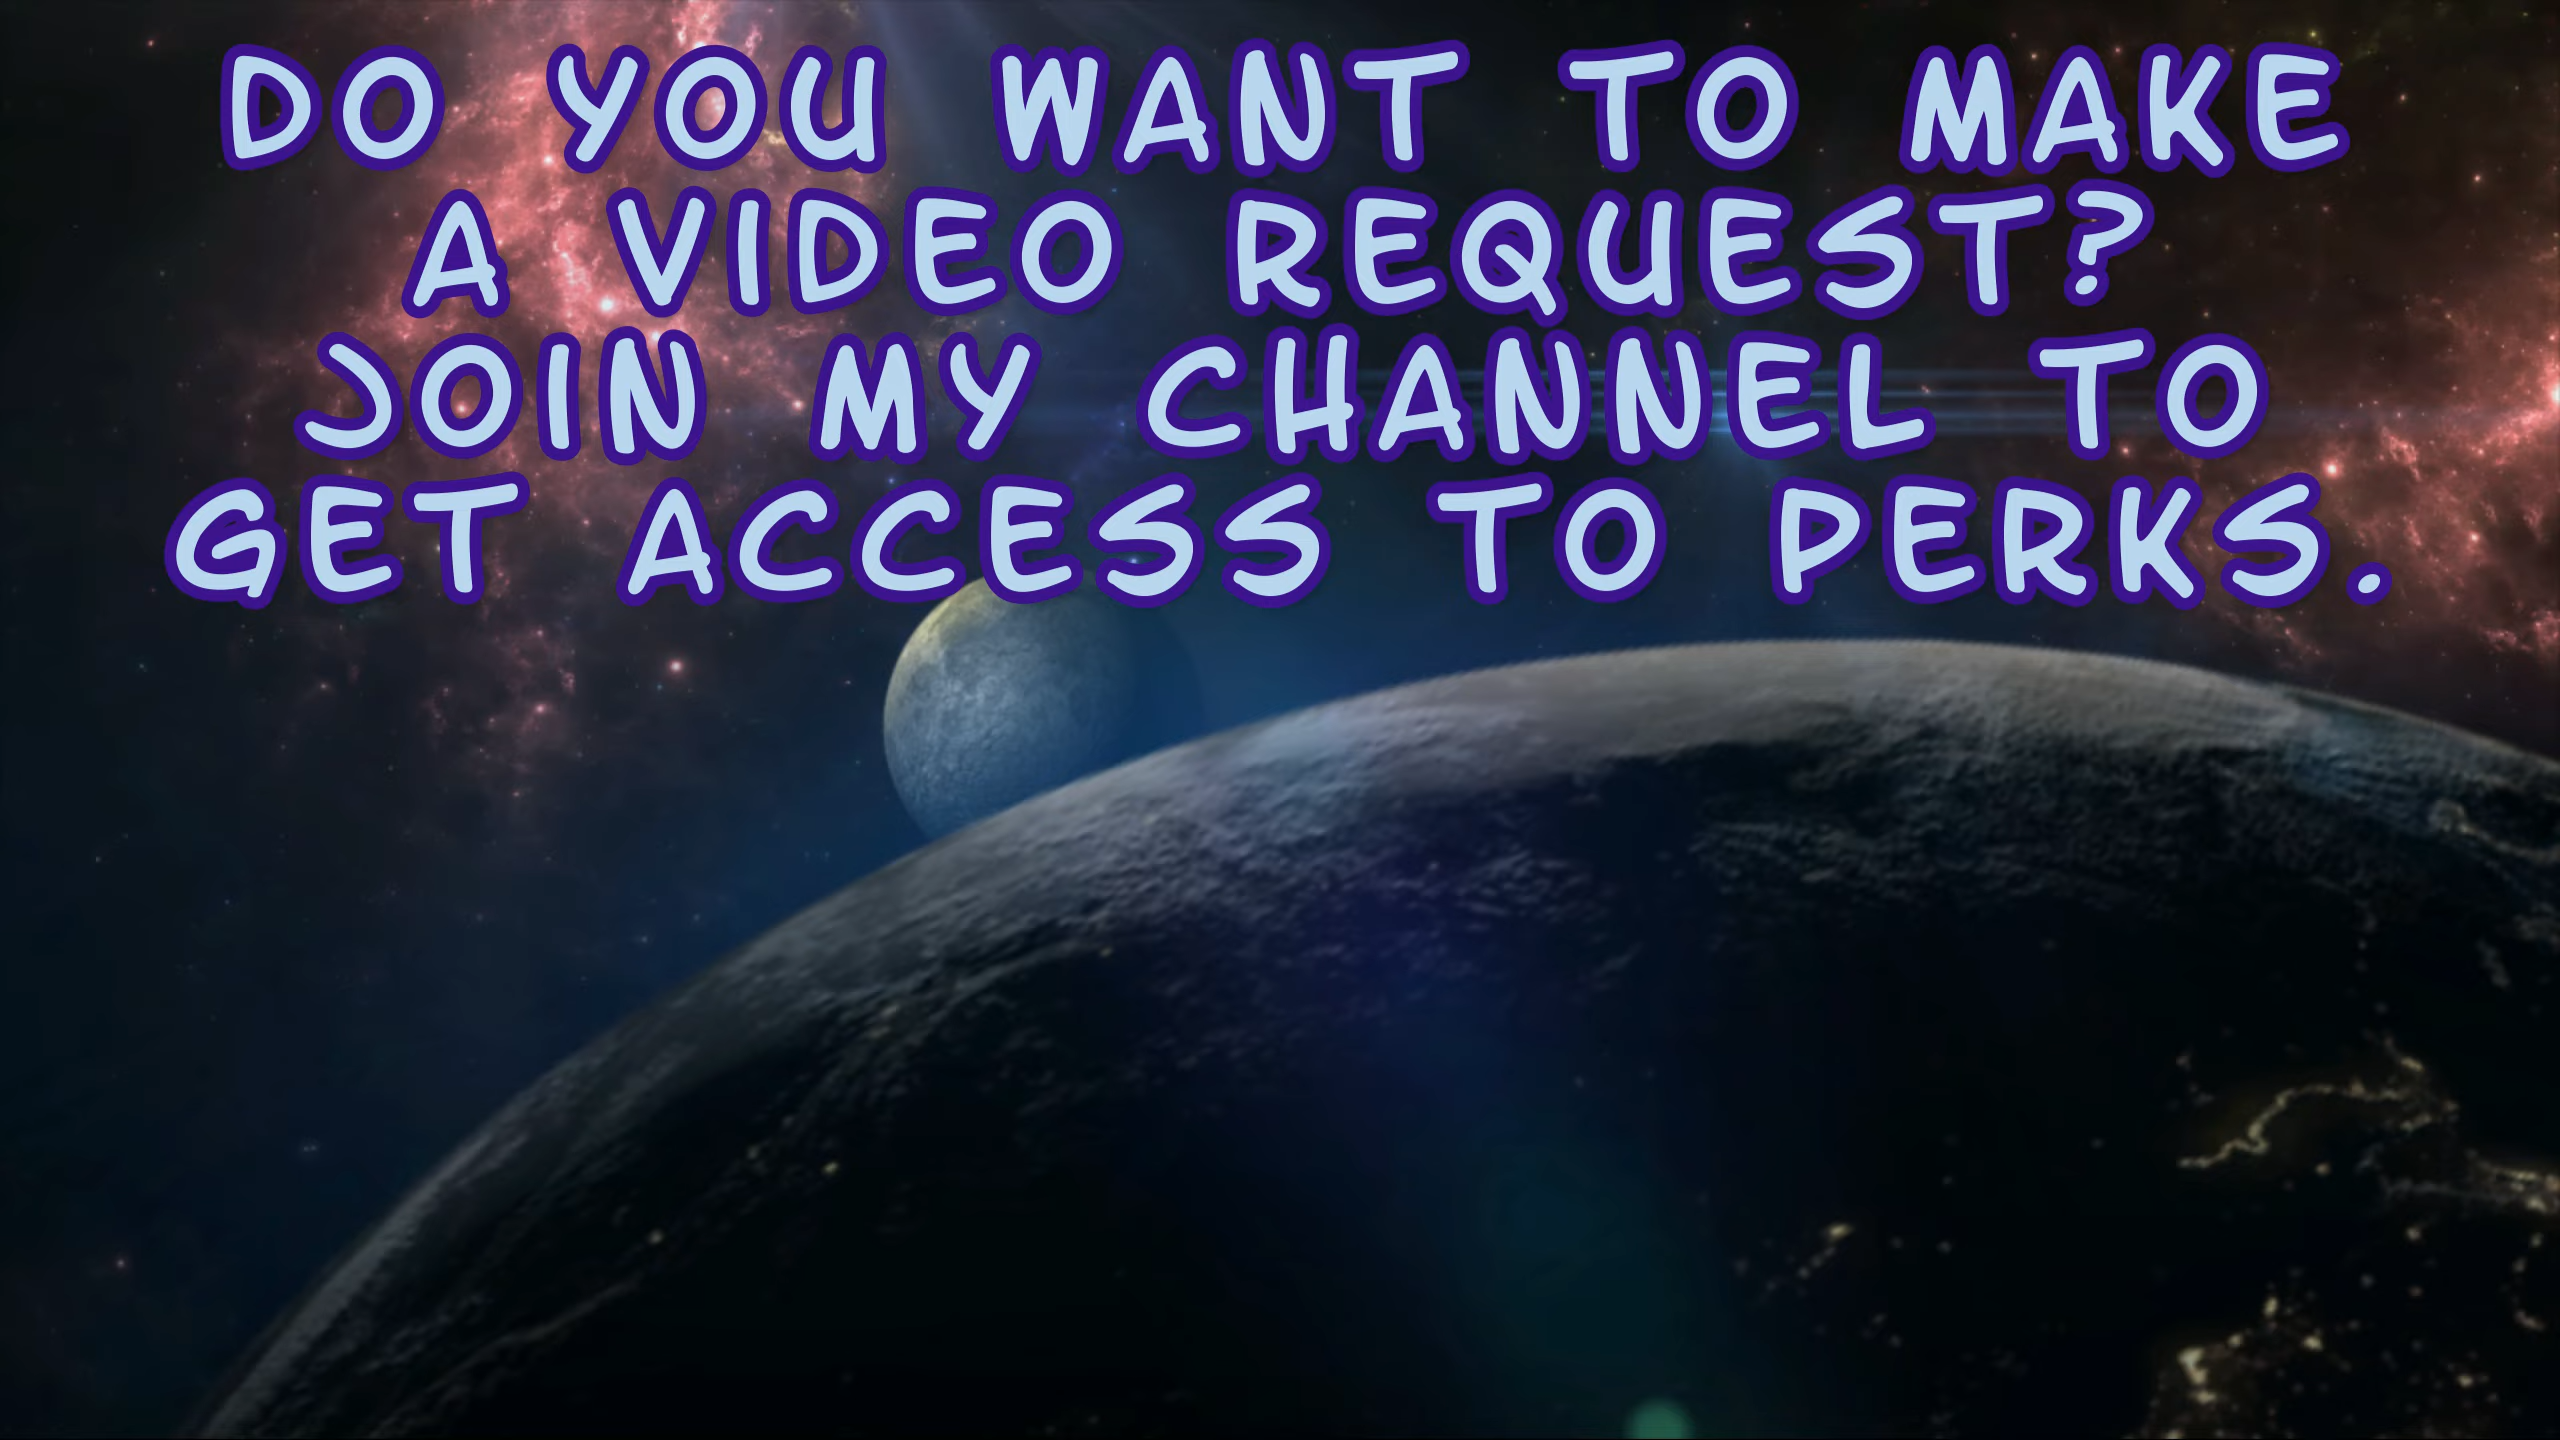 DO YOU WANT TO MAKE
A VIDEO REQUEST?
JOIN MY CHANNEL TO
GET ACCESS TO PERKS.